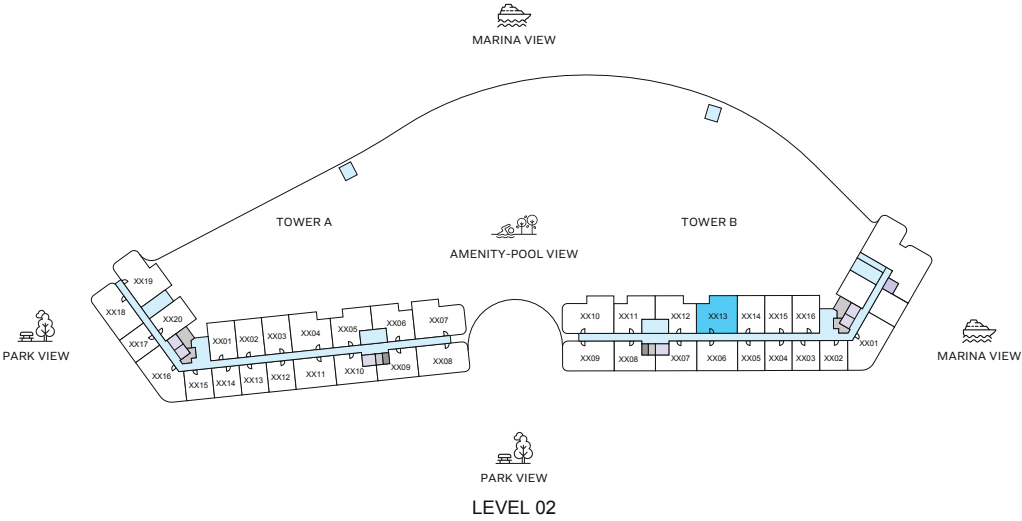 MARINA VIEW
TOWER A
TOWER B
AMENITY-POOL VIEW
XX19
XX18
XX20
XX17
XX16
XX15
XX01
XX02
XX03
XX04
XX05
XX06
XX07
XX14
XX13
XX12
XX11
XX10
XX09
XX08
XX10
XX11
XX12
XX13
XX14
XX15
XX16
XX09
XX08
XX07
XX06
XX05
XX04
XX03
XX02
XX01
PARK VIEW
MARINA VIEW
PARK VIEW
LEVEL 02